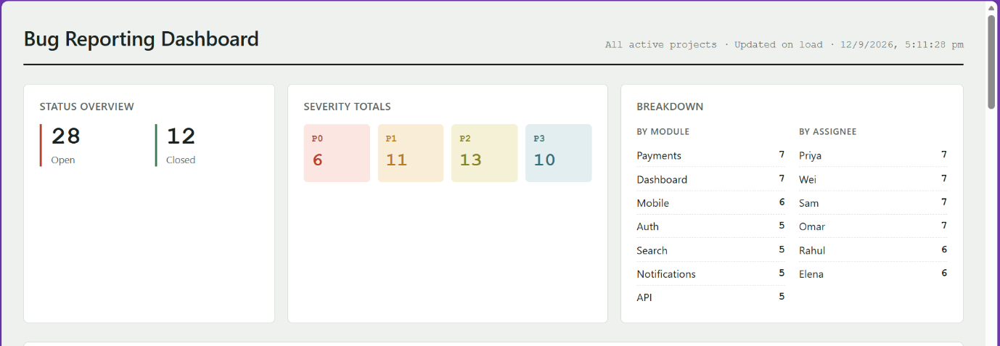 Bug Reporting Dashboard
All active projects · Updated on load · 12/9/2026, 5:11:28 pm
STATUS OVERVIEW
28
Open
12
Closed
SEVERITY TOTALS
P0
6
P1
11
P2
13
P3
10
BREAKDOWN
BY MODULE
Payments 7
Dashboard 7
Mobile 6
Auth 5
Search 5
Notifications 5
API 5
BY ASSIGNEE
Priya 7
Wei 7
Sam 7
Omar 7
Rahul 6
Elena 6